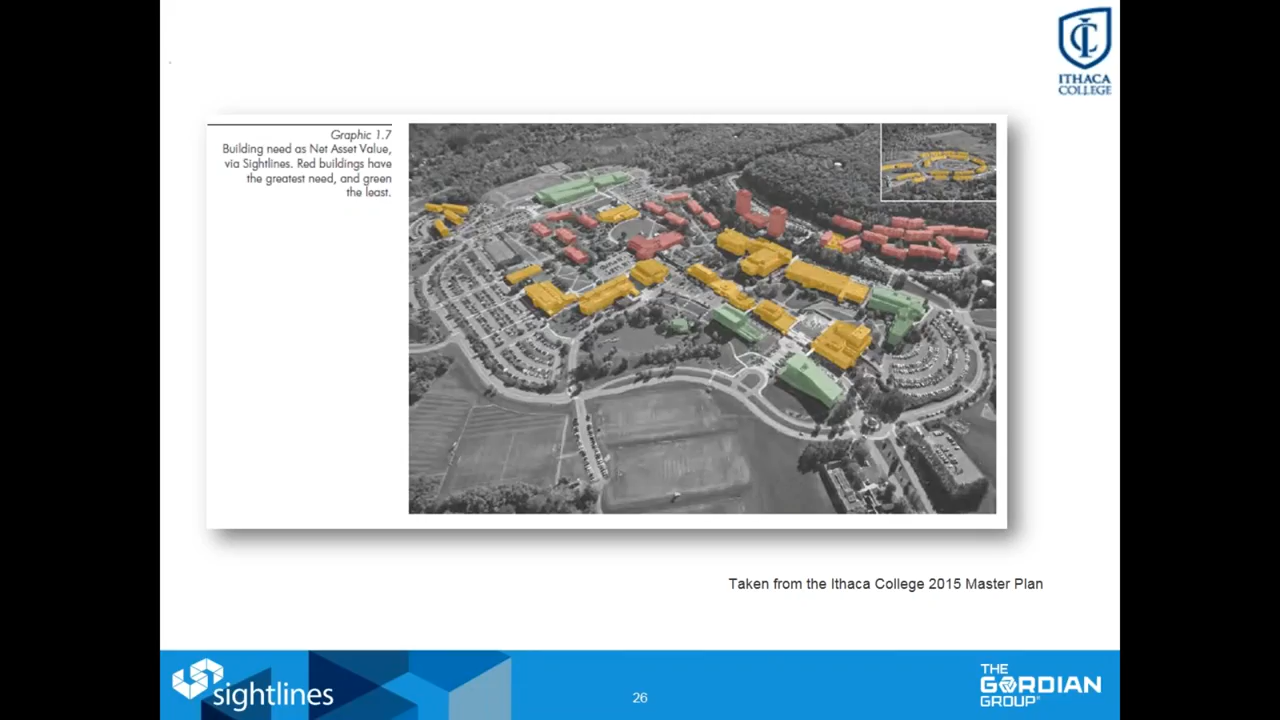 ITHACA
COLLEGE
Graphic 1.7
Building need as Net Asset Value,
via Sightlines. Red buildings have
the greatest need, and green
the least.
Taken from the Ithaca College 2015 Master Plan
sightlines
26
THE
GORDIAN
GROUP®